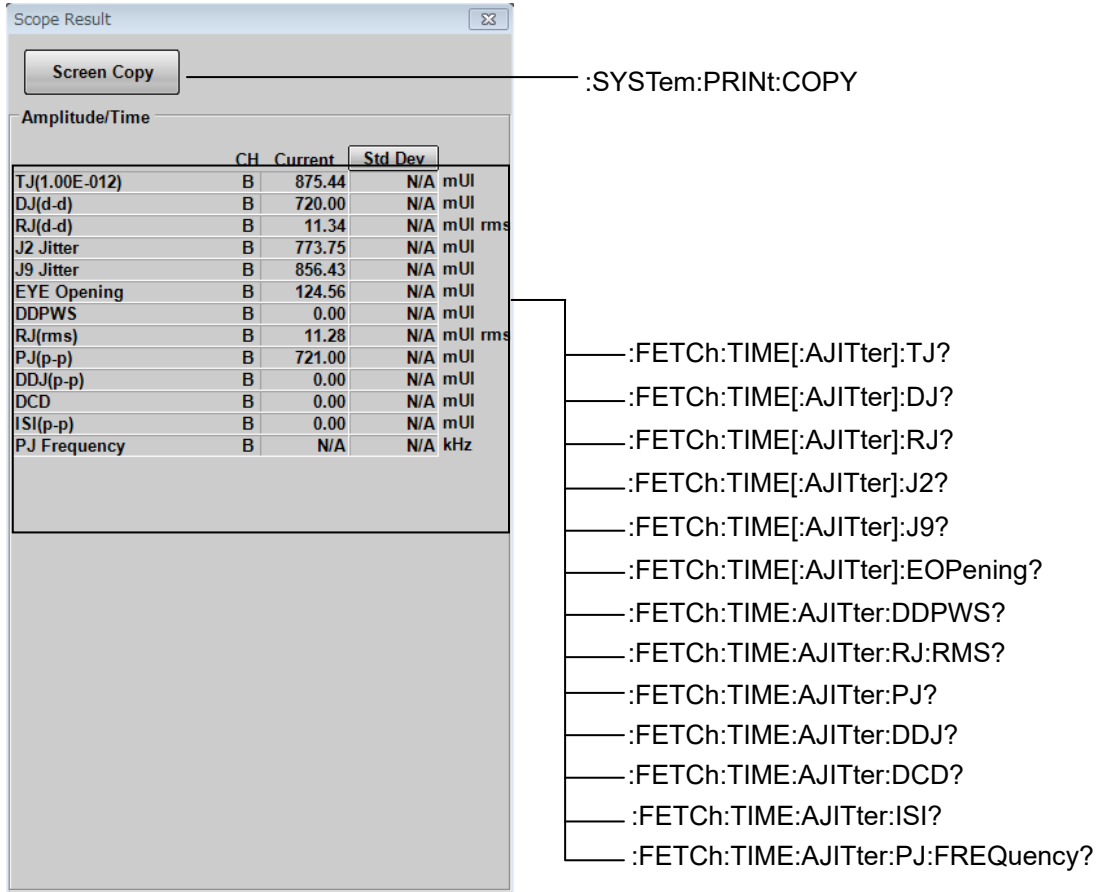 Scope Result
Screen Copy
:SYSTem:PRINt:COPY
Amplitude/Time
CH Current Std Dev
TJ(1.00E-012) B 875.44 N/A mUI
DJ(d-d) B 720.00 N/A mUI
RJ(d-d) B 11.34 N/A mUI rms
J2 Jitter B 773.75 N/A mUI
J9 Jitter B 856.43 N/A mUI
EYE Opening B 124.56 N/A mUI
DDPWS B 0.00 N/A mUI
RJ(rms) B 11.28 N/A mUI rms
PJ(p-p) B 721.00 N/A mUI
DDJ(p-p) B 0.00 N/A mUI
DCD B 0.00 N/A mUI
ISI(p-p) B 0.00 N/A mUI
PJ Frequency B N/A N/A kHz
:FETCh:TIME[:AJITter]:TJ?
:FETCh:TIME[:AJITter]:DJ?
:FETCh:TIME[:AJITter]:RJ?
:FETCh:TIME[:AJITter]:J2?
:FETCh:TIME[:AJITter]:J9?
:FETCh:TIME[:AJITter]:EOPening?
:FETCh:TIME:AJITter:DDPWS?
:FETCh:TIME:AJITter:RJ:RMS?
:FETCh:TIME:AJITter:PJ?
:FETCh:TIME:AJITter:DDJ?
:FETCh:TIME:AJITter:DCD?
:FETCh:TIME:AJITter:ISI?
:FETCh:TIME:AJITter:PJ:FREQuency?